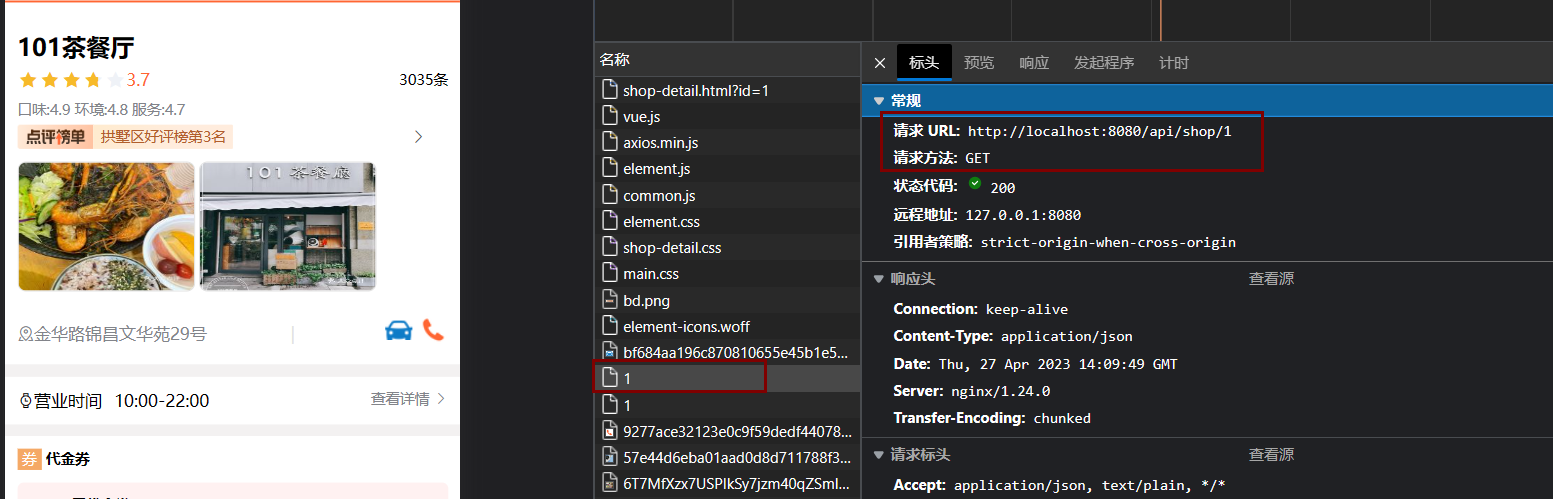 101茶餐厅
3.7
3035条
口味:4.9 环境:4.8 服务:4.7
点评榜单 拱墅区好评榜第3名
101茶餐廳
金华路锦昌文华苑29号
营业时间 10:00-22:00
查看详情
券 代金券
名称
shop-detail.html?id=1
vue.js
axios.min.js
element.js
common.js
element.css
shop-detail.css
main.css
bd.png
element-icons.woff
bf684aa196c870810655e45b1e5...
1
1
9277ace32123e0c9f59dedf44078...
57e44d6eba01aad0d8d711788f3...
6T7MfXzx7USPIkSy7jzm40qZSmI...
标头 预览 响应 发起程序 计时
常规
请求 URL: http://localhost:8080/api/shop/1
请求方法: GET
状态代码: 200
远程地址: 127.0.0.1:8080
引用者策略: strict-origin-when-cross-origin
响应头 查看源
Connection: keep-alive
Content-Type: application/json
Date: Thu, 27 Apr 2023 14:09:49 GMT
Server: nginx/1.24.0
Transfer-Encoding: chunked
请求标头 查看源
Accept: application/json, text/plain, */*